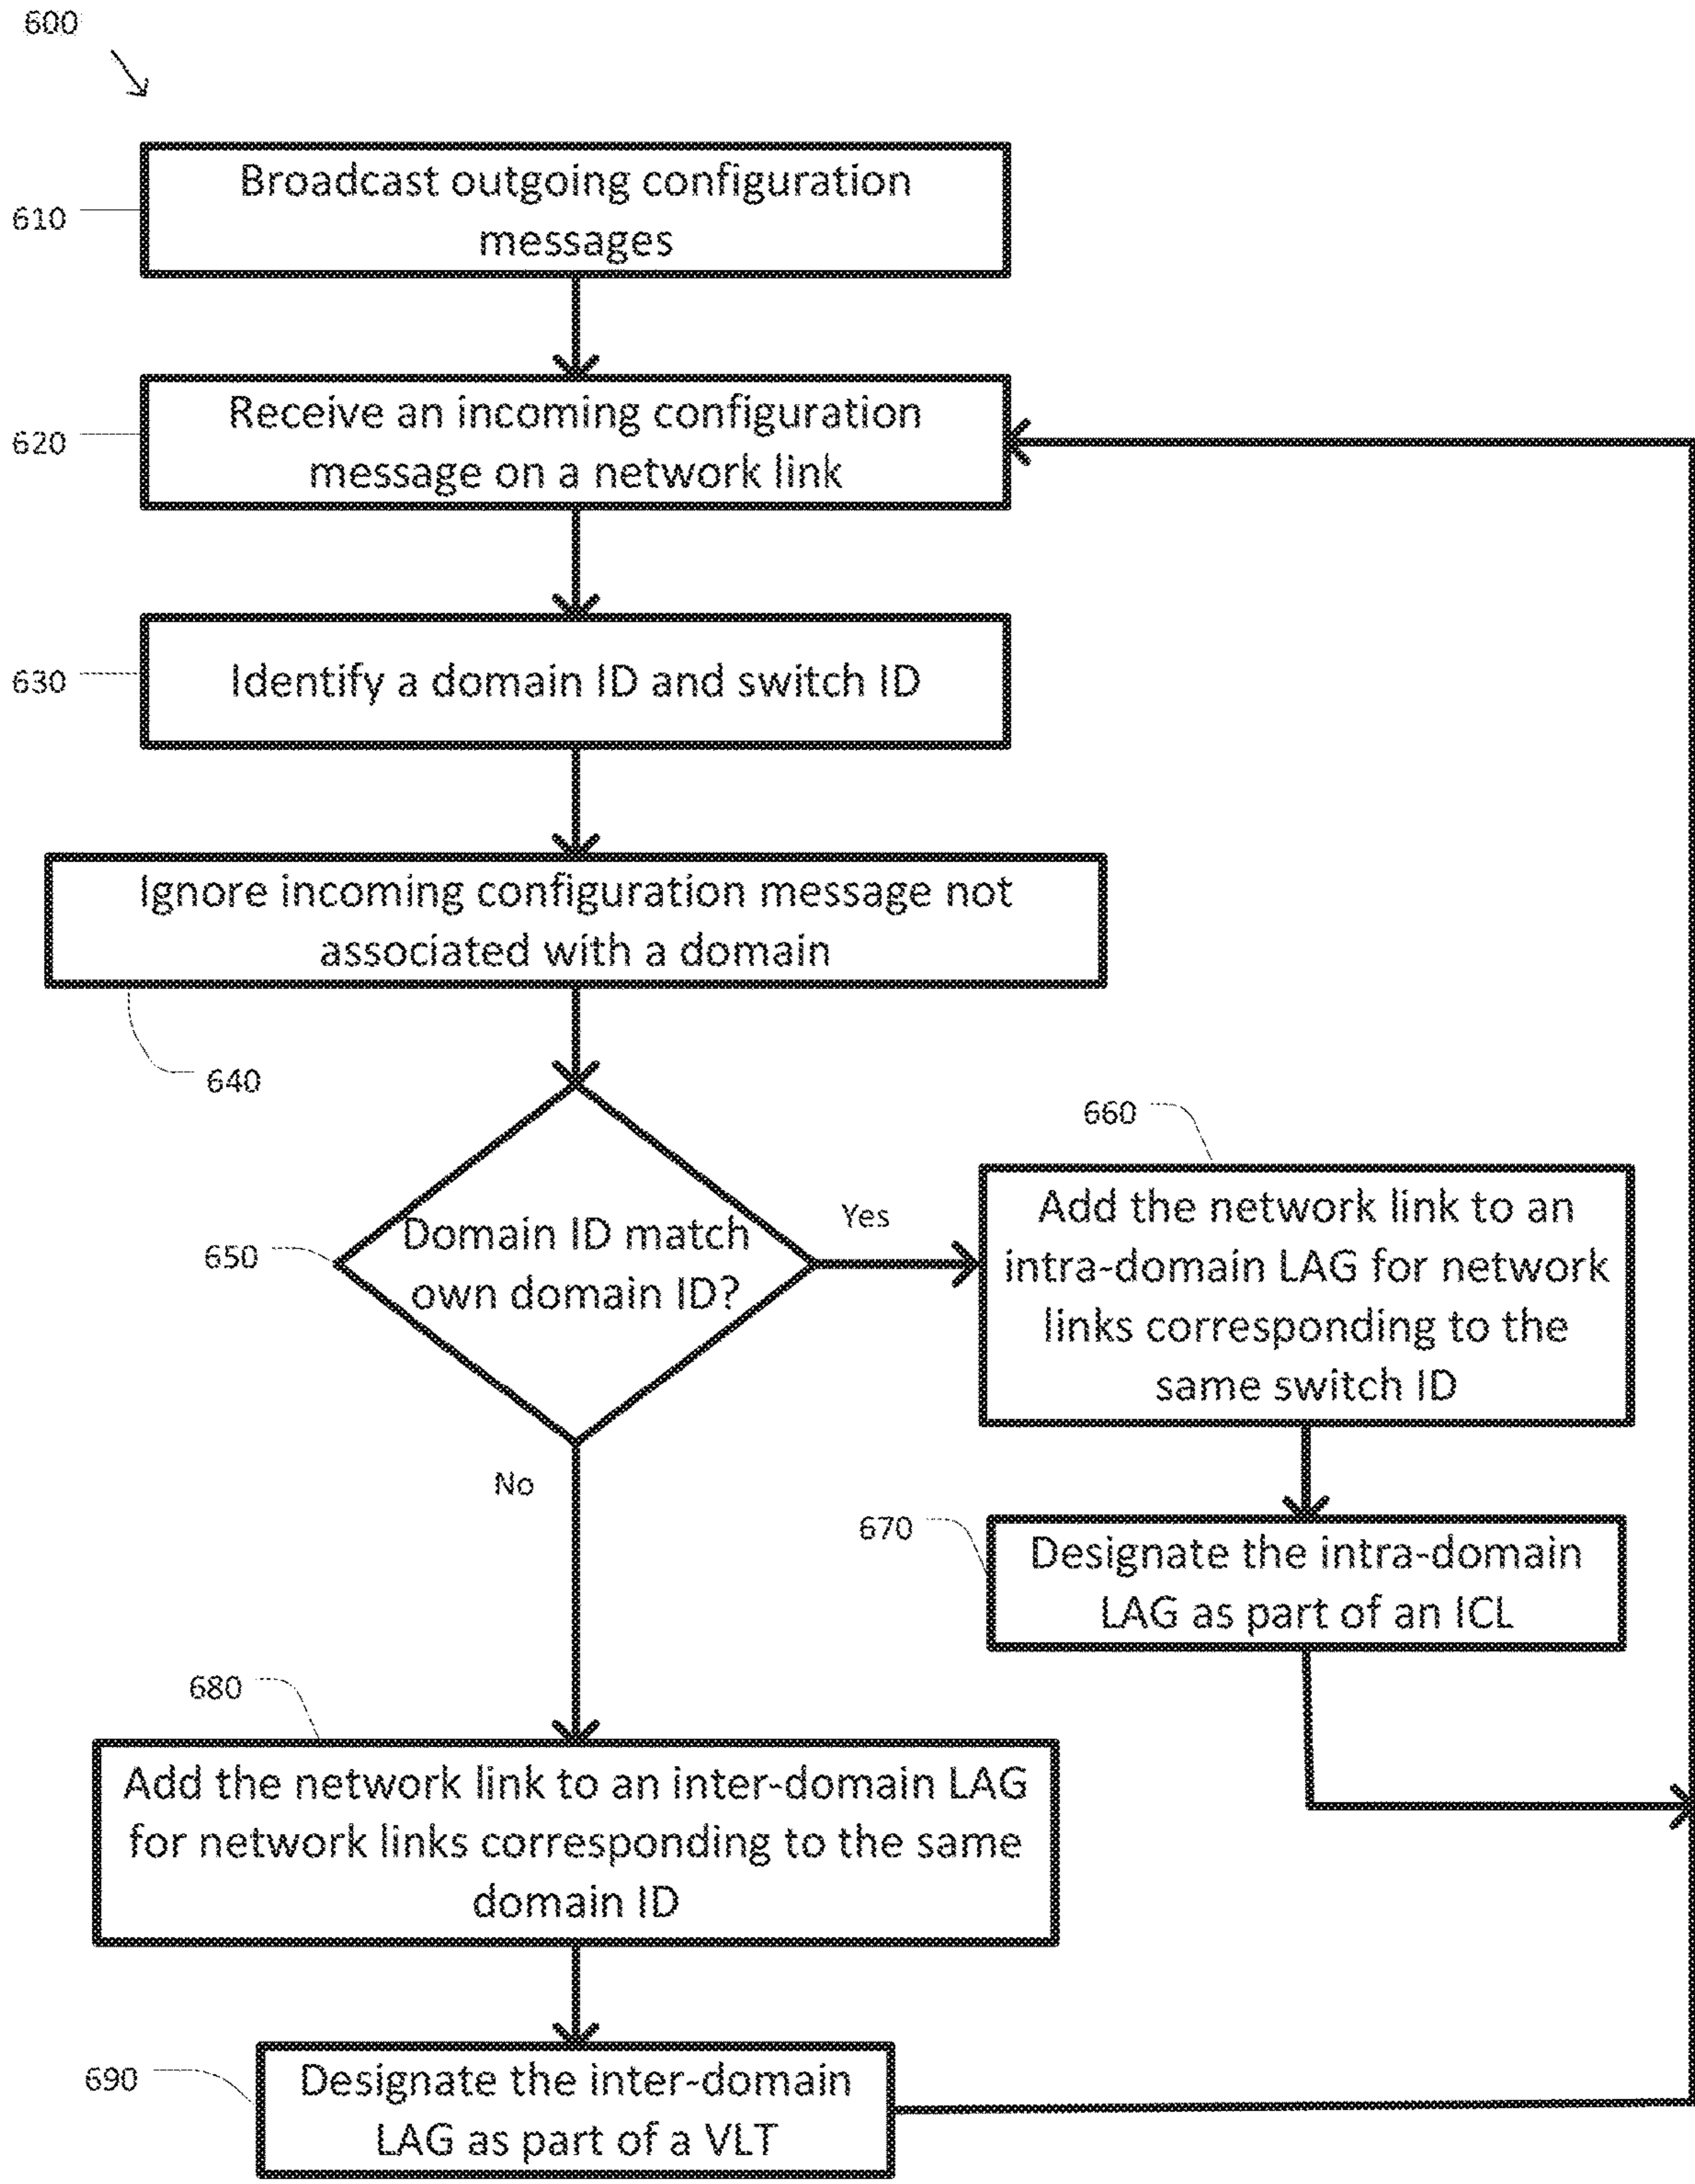 600
Broadcast outgoing configuration
messages
610
Receive an incoming configuration
message on a network link
620
Identify a domain ID and switch ID
630
Ignore incoming configuration message not
associated with a domain
640
Domain ID match
own domain ID?
650
Yes
660
Add the network link to an
intra-domain LAG for network
links corresponding to the
same switch ID
No
670
Designate the intra-domain
LAG as part of an ICL
680
Add the network link to an inter-domain LAG
for network links corresponding to the same
domain ID
690
Designate the inter-domain
LAG as part of a VLT